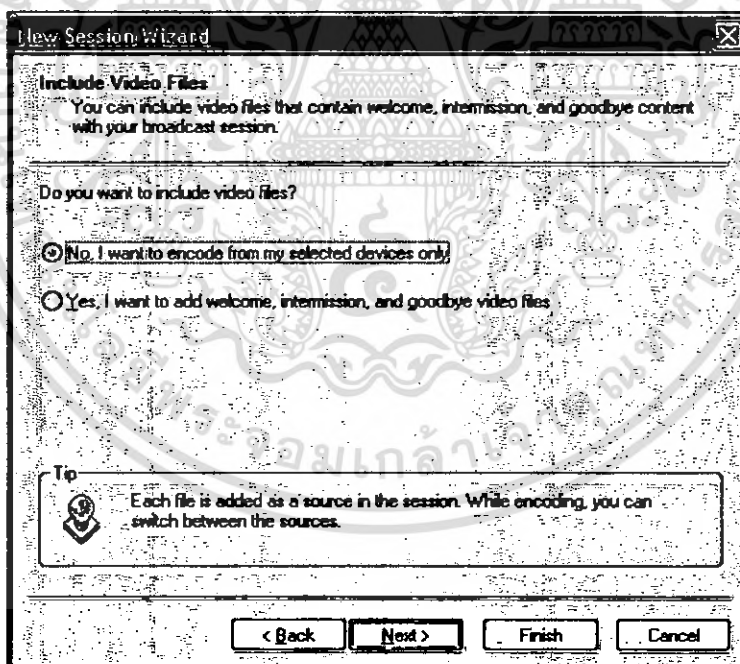 New Session Wizard
Include Video Files
You can include video files that contain welcome, intermission, and goodbye content
with your broadcast session.
Do you want to include video files?
No, I want to encode from my selected devices only
Yes, I want to add welcome, intermission, and goodbye video files
Tip
Each file is added as a source in the session. While encoding, you can
switch between the sources.
< Back
Next >
Finish
Cancel